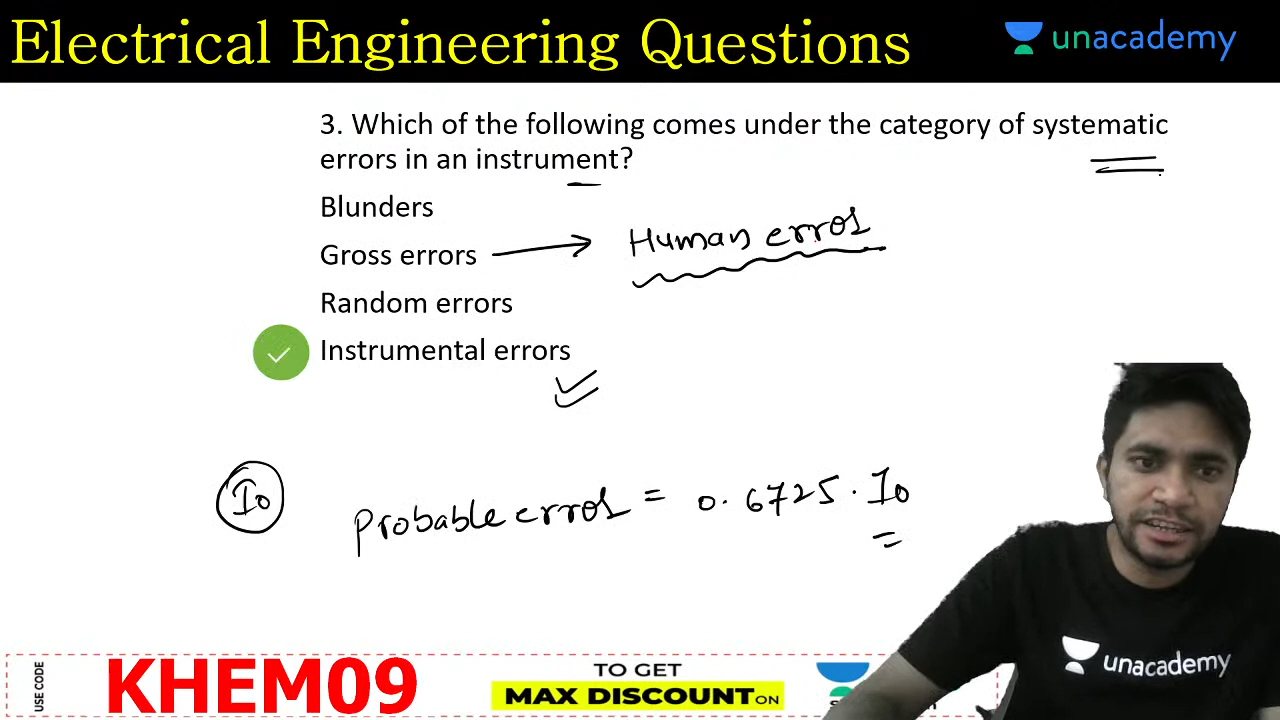 Electrical Engineering Questions
unacademy
3. Which of the following comes under the category of systematic
errors in an instrument?
Blunders
Gross errors
Human error
Random errors
Instrumental errors
Io
Probable error = 0.6725 · Io
unacademy
USE CODE
KHEM09
TO GET
MAX DISCOUNT ON